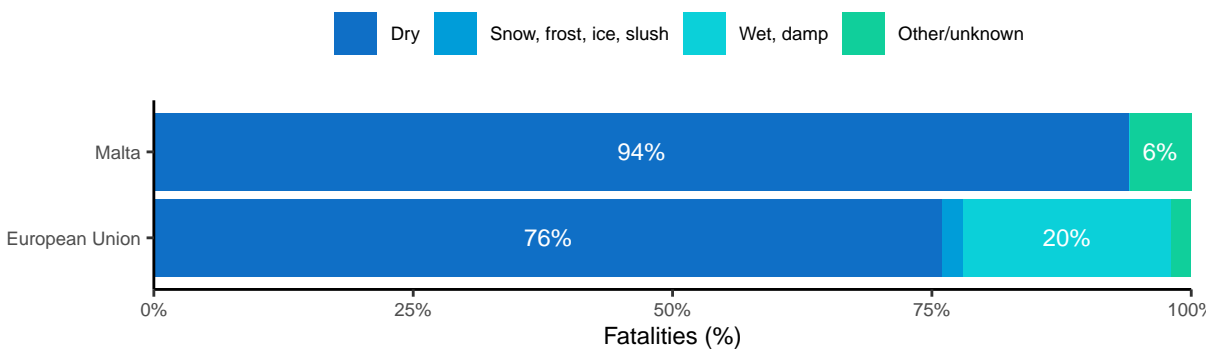 Dry Snow, frost, ice, slush Wet, damp Other/unknown
Malta 94% 6%
European Union 76% 20%
0% 25% 50% 75% 100%
Fatalities (%)